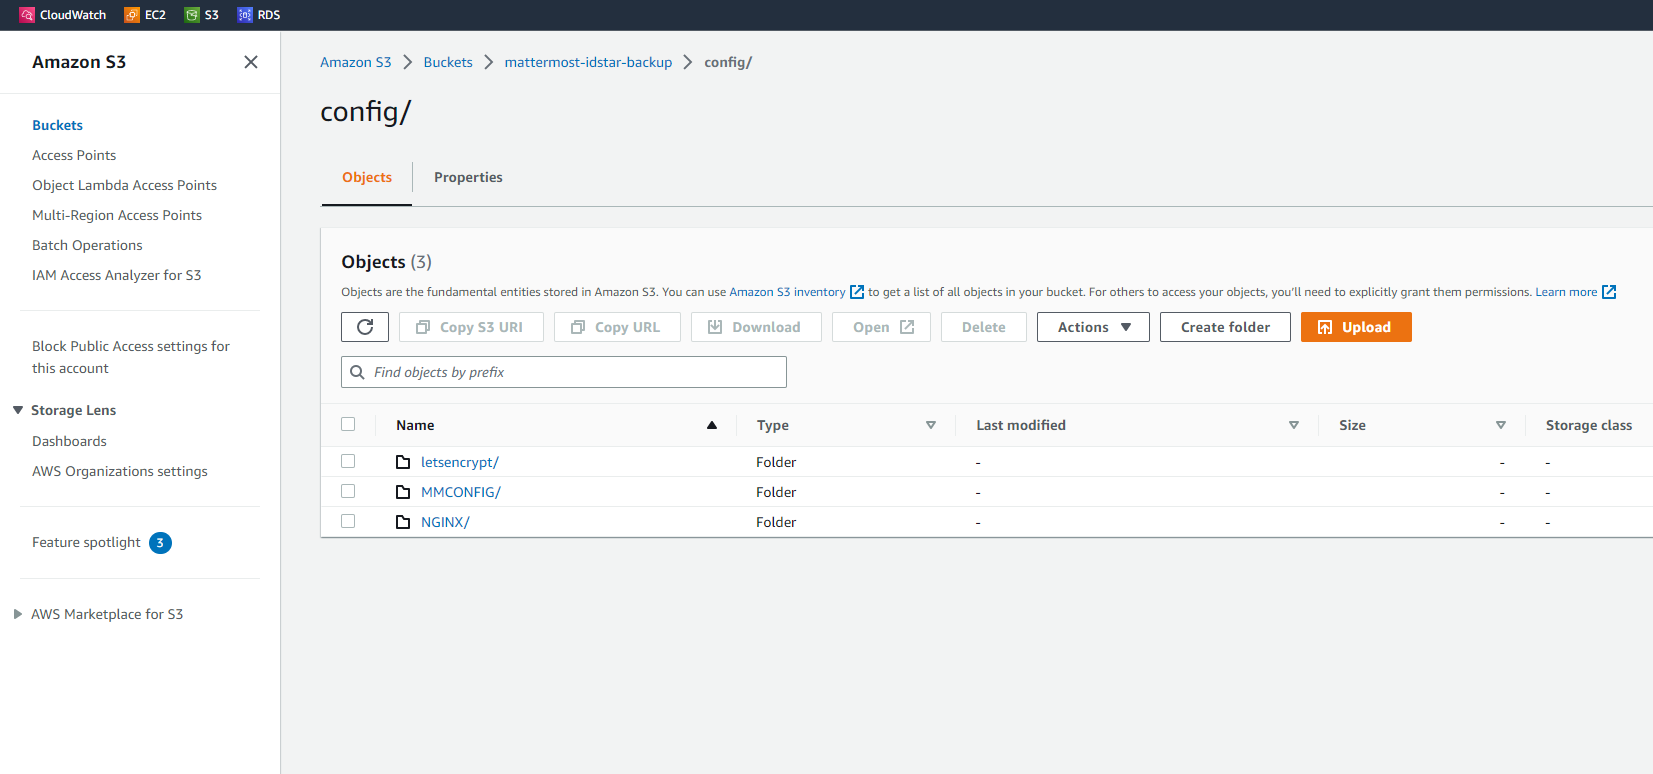 CloudWatch EC2 S3 RDS
Amazon S3
Buckets
Access Points
Object Lambda Access Points
Multi-Region Access Points
Batch Operations
IAM Access Analyzer for S3
Block Public Access settings for
this account
Storage Lens
Dashboards
AWS Organizations settings
Feature spotlight 3
AWS Marketplace for S3
Amazon S3 > Buckets > mattermost-idstar-backup > config/
config/
Objects Properties
Objects (3)
Objects are the fundamental entities stored in Amazon S3. You can use Amazon S3 inventory to get a list of all objects in your bucket. For others to access your objects, you'll need to explicitly grant them permissions. Learn more
Copy S3 URI Copy URL Download Open Delete Actions Create folder Upload
Find objects by prefix
Name Type Last modified Size Storage class
letsencrypt/ Folder - - -
MMCONFIG/ Folder - - -
NGINX/ Folder - - -